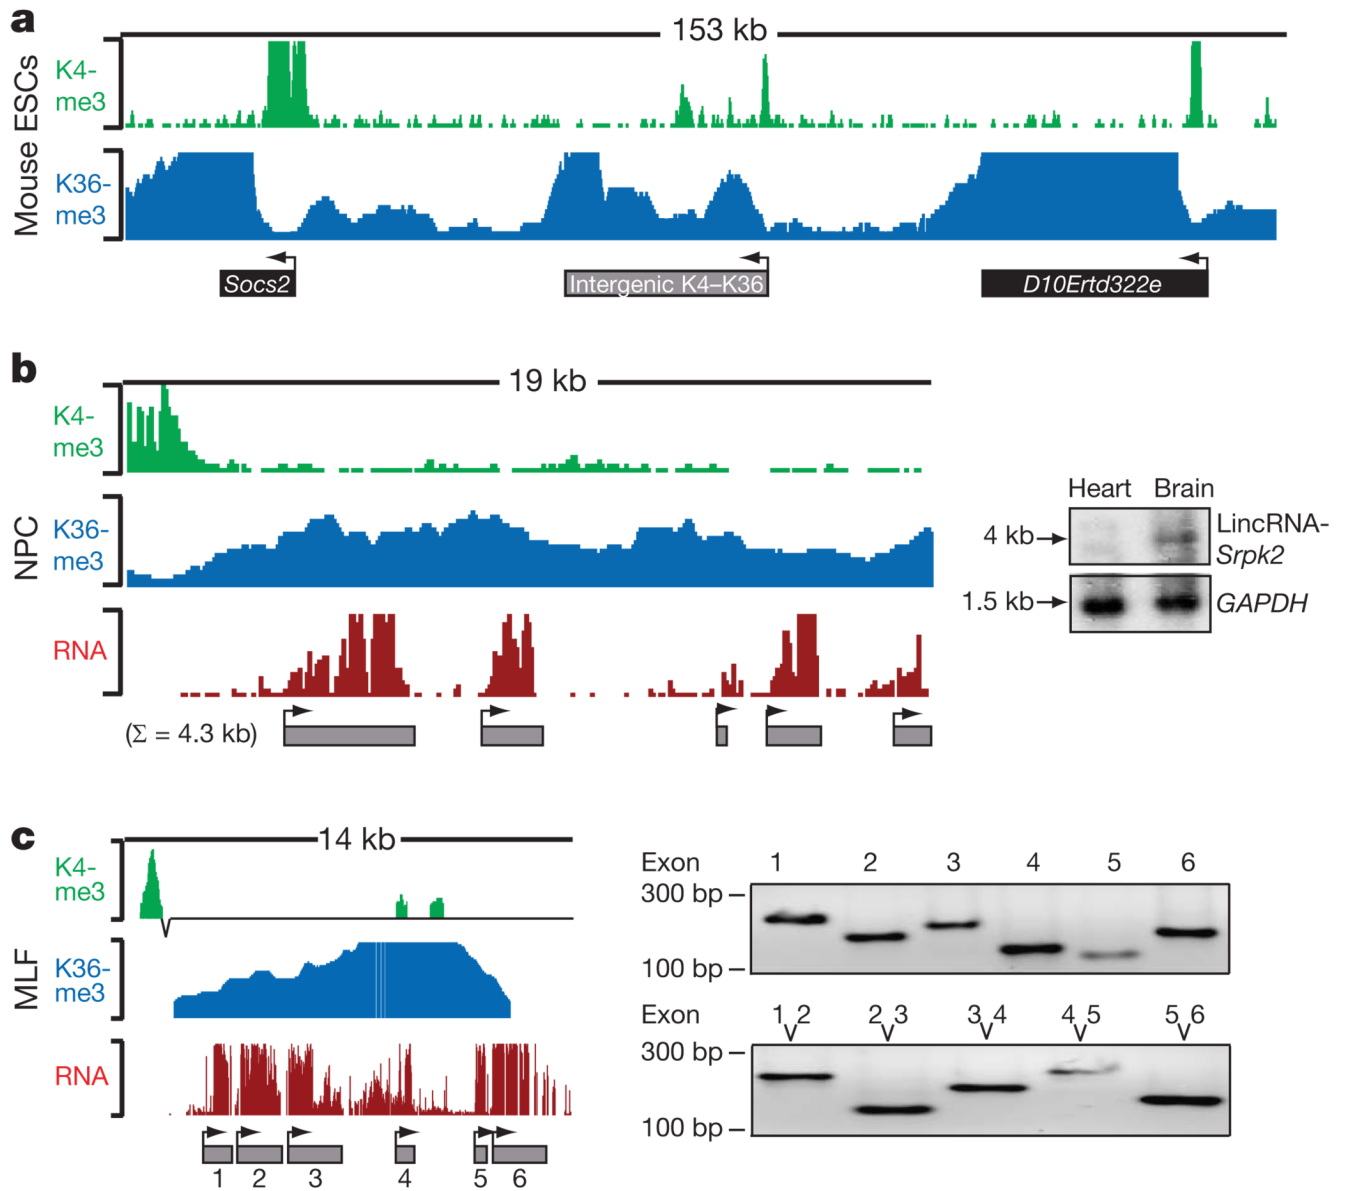 a
153 kb
Mouse ESCs
K4-
me3
K36-
me3
Socs2
Intergenic K4–K36
D10Ertd322e
b
19 kb
NPC
K4-
me3
K36-
me3
RNA
(Σ = 4.3 kb)
Heart Brain
4 kb
LincRNA-
Srpk2
1.5 kb
GAPDH
c
14 kb
MLF
K4-
me3
K36-
me3
RNA
1 2 3 4 5 6
Exon 1 2 3 4 5 6
300 bp
100 bp
Exon 1,2 2,3 3,4 4,5 5,6
300 bp
100 bp